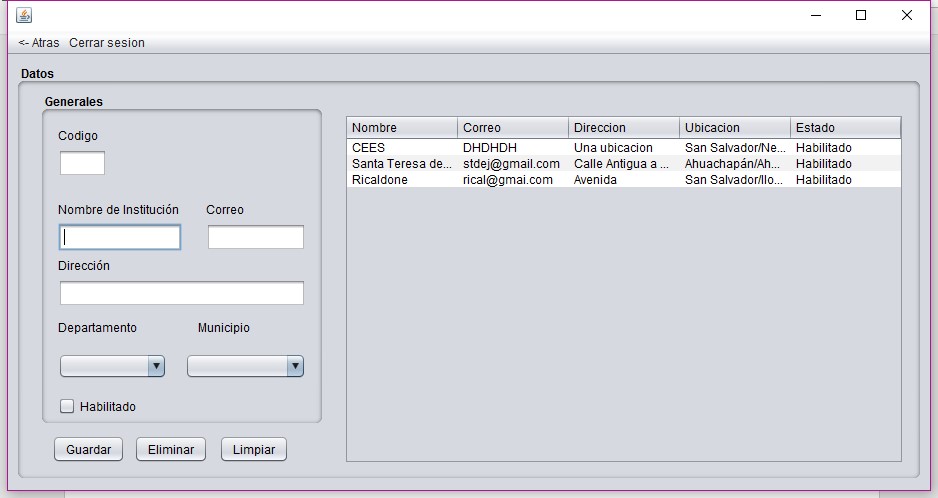 <- Atras Cerrar sesion
Datos
Generales
Codigo
Nombre de Institución Correo
Dirección
Departamento Municipio
Habilitado
Guardar Eliminar Limpiar
Nombre Correo Direccion Ubicacion Estado
CEES DHDHDH Una ubicacion San Salvador/Ne... Habilitado
Santa Teresa de... stdej@gmail.com Calle Antigua a ... Ahuachapán/Ah... Habilitado
Ricaldone rical@gmai.com Avenida San Salvador/Ilo... Habilitado